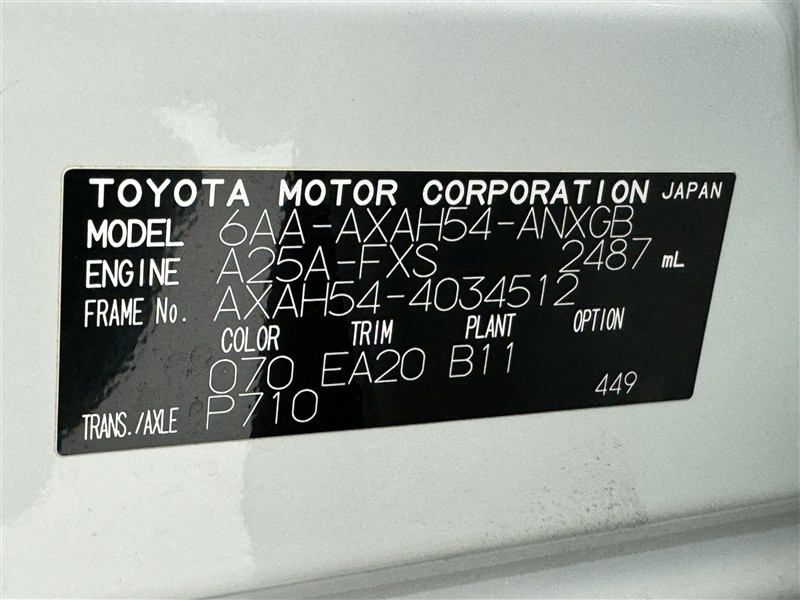 TOYOTA MOTOR CORPORATION JAPAN
MODEL 6AA-AXAH54-ANXGB
ENGINE A25A-FXS 2487 mL
FRAME No. AXAH54-4034512
COLOR TRIM PLANT OPTION
070 EA20 B11
TRANS./AXLE P710 449